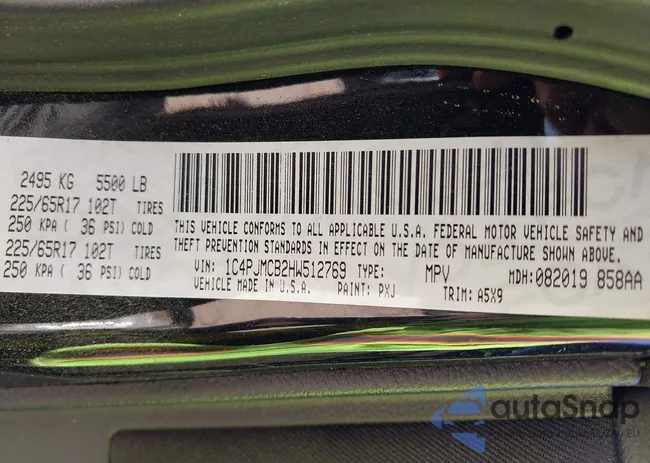 2495 KG 5500 LB
225/65R17 102T TIRES
250 KPA ( 36 PSI) COLD
225/65R17 102T TIRES
250 KPA ( 36 PSI) COLD
THIS VEHICLE CONFORMS TO ALL APPLICABLE U.S.A. FEDERAL MOTOR VEHICLE SAFETY AND
THEFT PREVENTION STANDARDS IN EFFECT ON THE DATE OF MANUFACTURE SHOWN ABOVE.
VIN: 1C4PJMCB2HW512769 TYPE: MPV MDH:082019 858AA
VEHICLE MADE IN U.S.A. PAINT: PXJ TRIM: A5X9
autoSnap